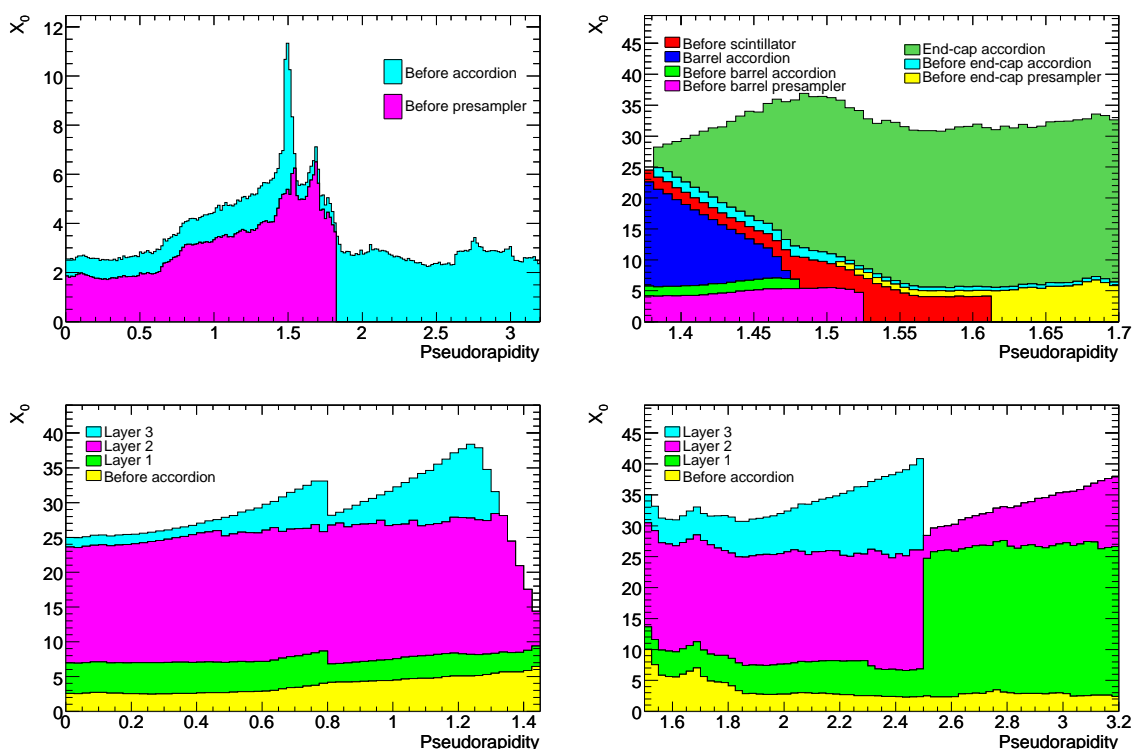 X₀
12
10
8
6
4
2
0
Before accordion
Before presampler
0 0.5 1 1.5 2 2.5 3
Pseudorapidity
X₀
45
40
35
30
25
20
15
10
5
0
Before scintillator
Barrel accordion
Before barrel accordion
Before barrel presampler
End-cap accordion
Before end-cap accordion
Before end-cap presampler
1.4 1.45 1.5 1.55 1.6 1.65 1.7
Pseudorapidity
X₀
40
35
30
25
20
15
10
5
0
Layer 3
Layer 2
Layer 1
Before accordion
0 0.2 0.4 0.6 0.8 1 1.2 1.4
Pseudorapidity
X₀
45
40
35
30
25
20
15
10
5
0
Layer 3
Layer 2
Layer 1
Before accordion
1.6 1.8 2 2.2 2.4 2.6 2.8 3 3.2
Pseudorapidity